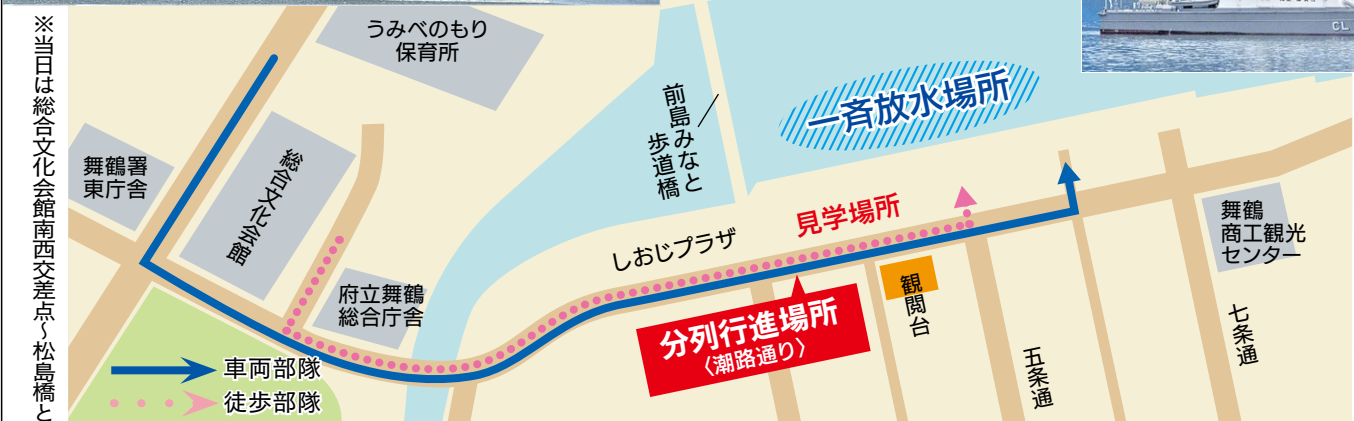 ※当日は総合文化会館南西交差点～松島橋と
うみべのもり
保育所
CL
舞鶴署
東庁舎
総合文化会館
前島みなと
歩道橋
一斉放水場所
見学場所
しおじプラザ
府立舞鶴
総合庁舎
分列行進場所
〈潮路通り〉
観閲台
舞鶴
商工観光
センター
五条通
七条通
車両部隊
徒歩部隊